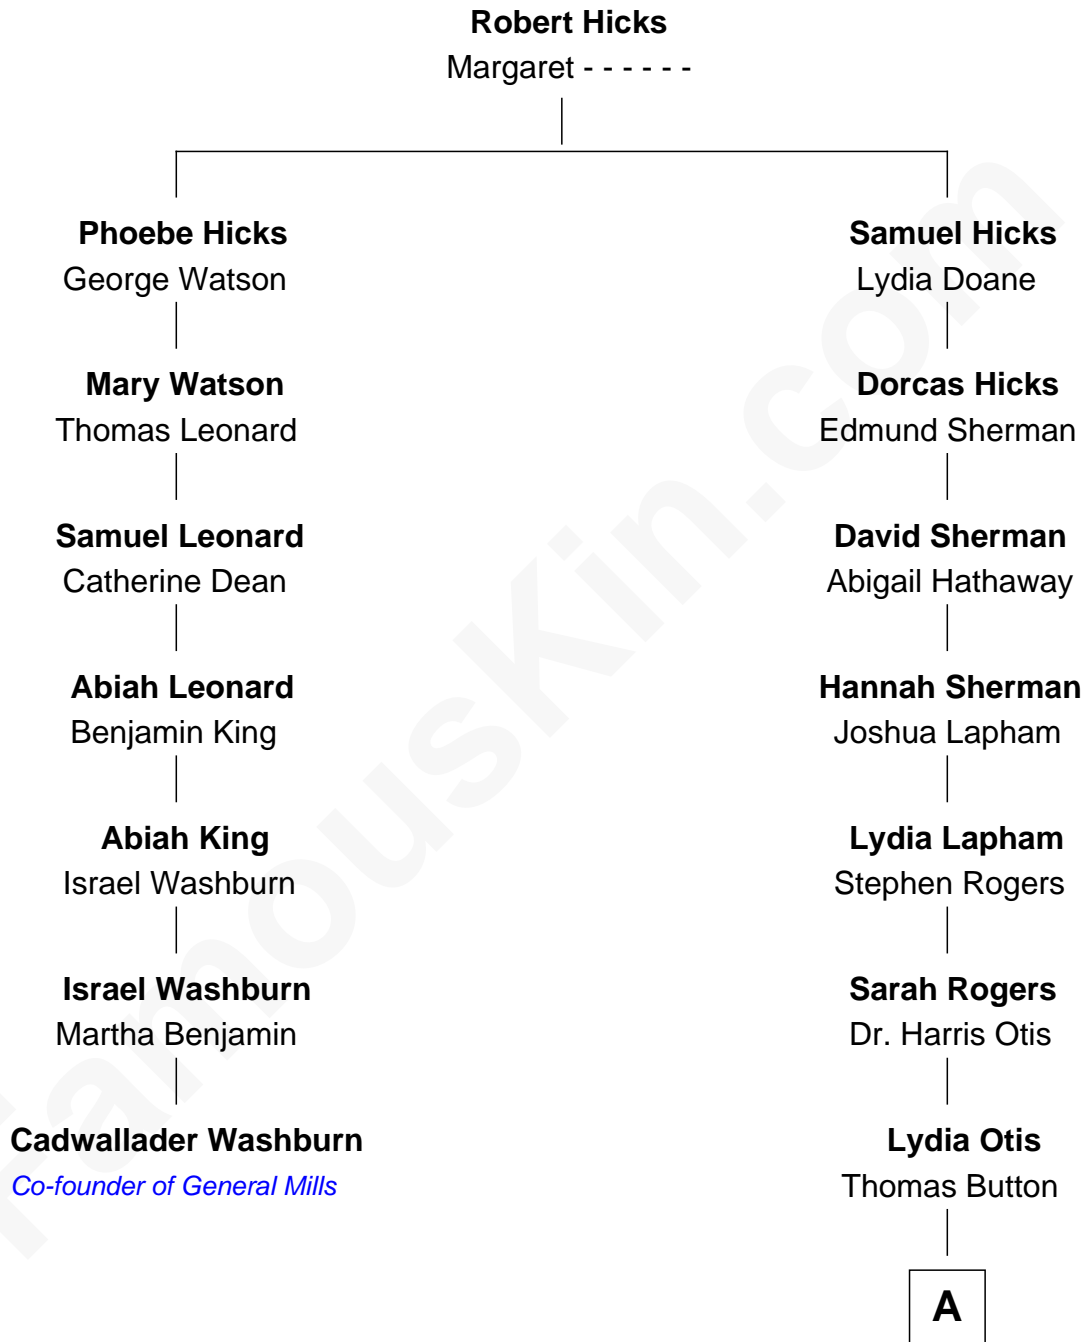 Robert Hicks
Margaret - - - - - -
Phoebe Hicks
George Watson
Samuel Hicks
Lydia Doane
Mary Watson
Thomas Leonard
Dorcas Hicks
Edmund Sherman
Samuel Leonard
Catherine Dean
David Sherman
Abigail Hathaway
Abiah Leonard
Benjamin King
Hannah Sherman
Joshua Lapham
Abiah King
Israel Washburn
Lydia Lapham
Stephen Rogers
Israel Washburn
Martha Benjamin
Sarah Rogers
Dr. Harris Otis
Cadwallader Washburn
Co-founder of General Mills
Lydia Otis
Thomas Button
A
FamousKin.com